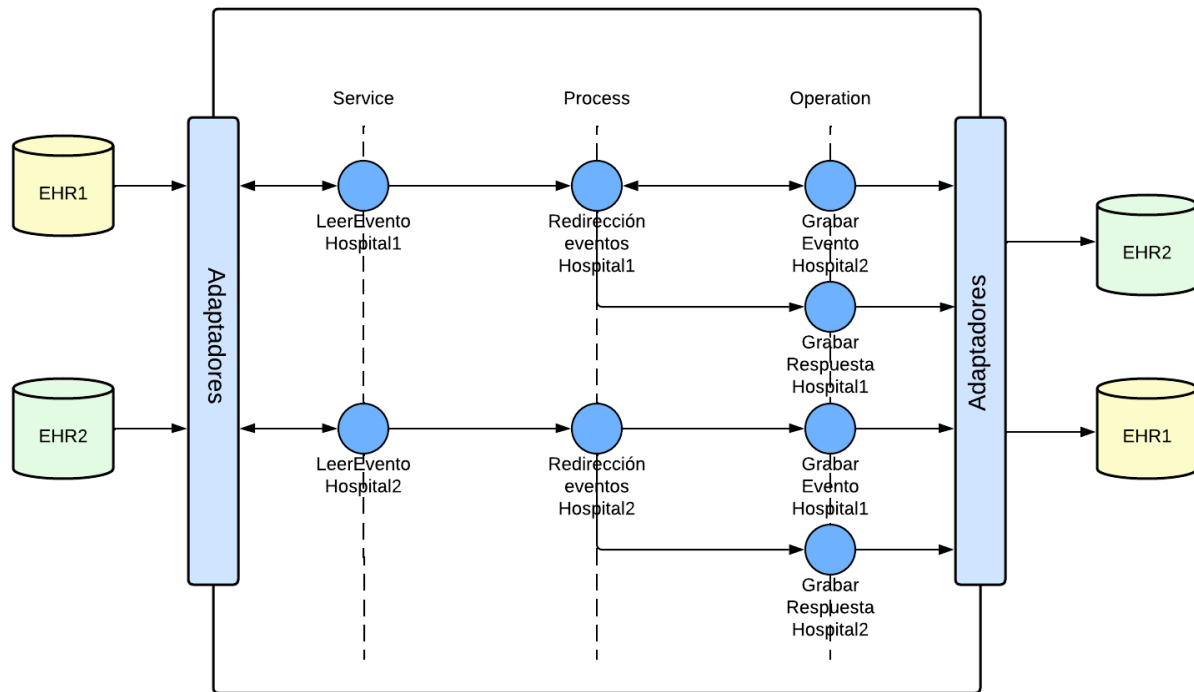 Service
Process
Operation
EHR1
LeerEvento
Hospital1
Redirección
eventos
Hospital1
Grabar
Evento
Hospital2
EHR2
Adaptadores
Adaptadores
Grabar
Respuesta
Hospital1
EHR2
LeerEvento
Hospital2
Redirección
eventos
Hospital2
Grabar
Evento
Hospital1
EHR1
Grabar
Respuesta
Hospital2